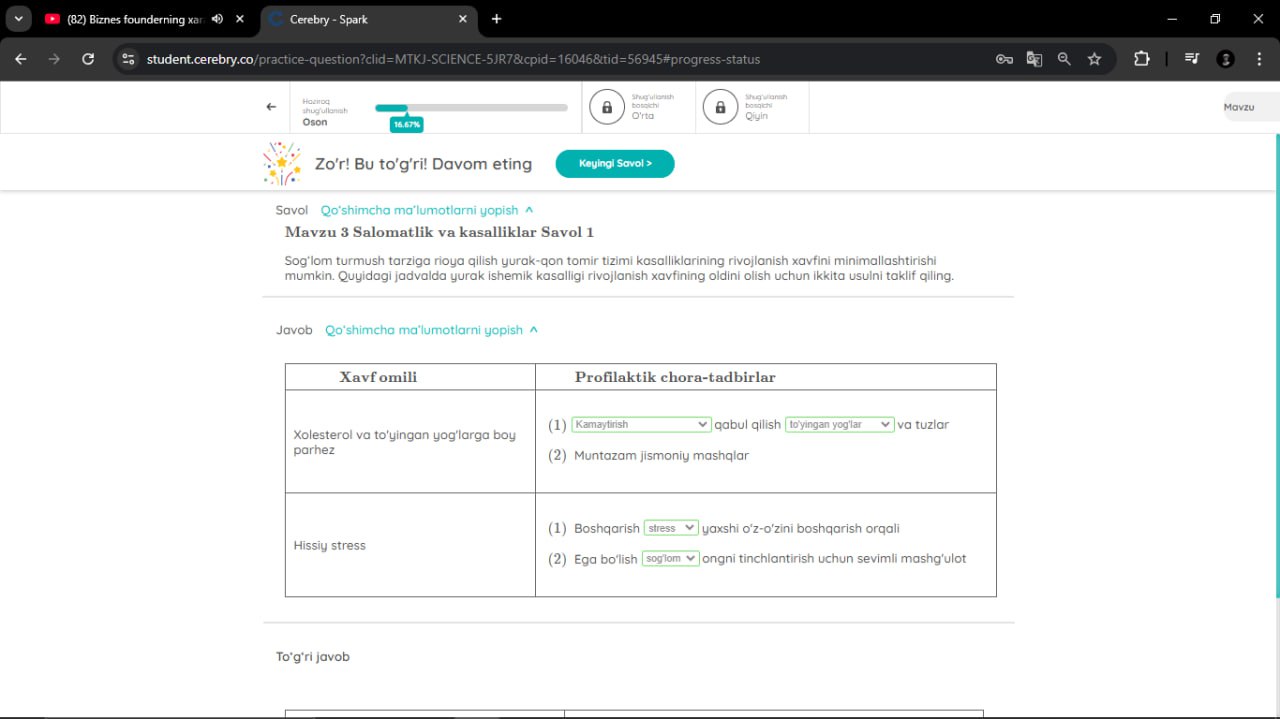 (82) Biznes founderning xar
Cerebry - Spark
student.cerebry.co/practice-question?clid=MTKJ-SCIENCE-5JR7&cpid=16046&tid=56945#progress-status
Hoziroq
shug'ullanish
Oson
16.67%
Shug'ullanish
bosqichi
O'rta
Shug'ullanish
bosqichi
Qiyin
Mavzu
Zo'r! Bu to'g'ri! Davom eting
Keyingi Savol >
Savol Qo'shimcha ma'lumotlarni yopish ^
Mavzu 3 Salomatlik va kasalliklar Savol 1
Sog'lom turmush tarziga rioya qilish yurak-qon tomir tizimi kasalliklarining rivojlanish xavfini minimallashtirishi
mumkin. Quyidagi jadvalda yurak ishemik kasalligi rivojlanish xavfining oldini olish uchun ikkita usulni taklif qiling.
Javob Qo'shimcha ma'lumotlarni yopish ^
Xavf omili
Profilaktik chora-tadbirlar
Xolesterol va to'yingan yog'larga boy
parhez
(1) Kamaytirish qabul qilish to'yingan yog'lar va tuzlar
(2) Muntazam jismoniy mashqlar
Hissiy stress
(1) Boshqarish stress yaxshi o'z-o'zini boshqarish orqali
(2) Ega bo'lish sog'lom ongni tinchlantirish uchun sevimli mashg'ulot
To'g'ri javob